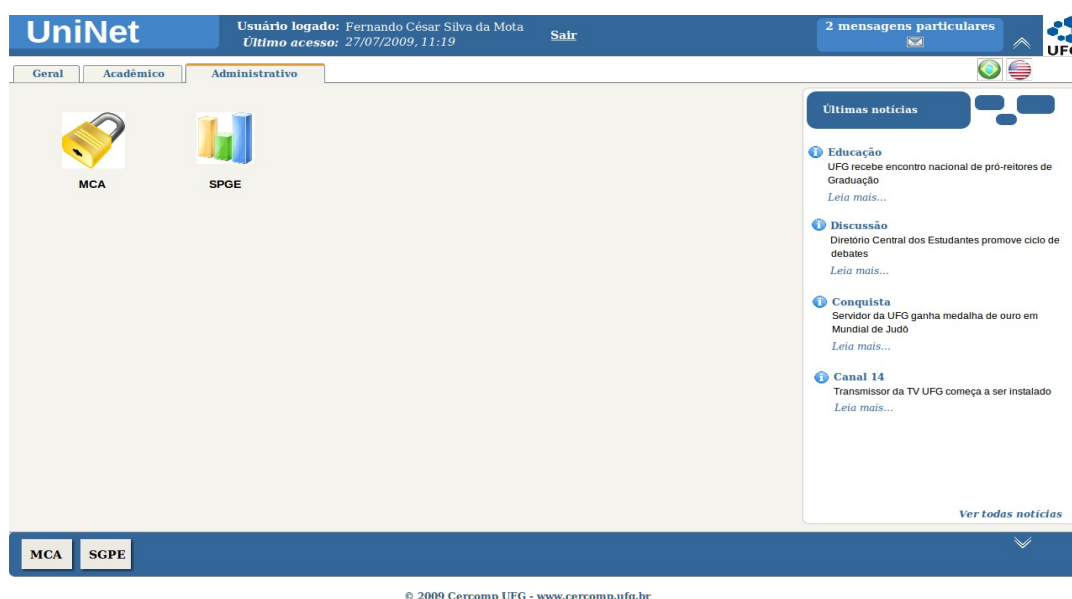 UniNet
Usuário logado: Fernando César Silva da Mota
Último acesso: 27/07/2009, 11:19
Sair
2 mensagens particulares
UFG
Geral
Acadêmico
Administrativo
MCA
SPGE
Últimas notícias
Educação
UFG recebe encontro nacional de pró-reitores de
Graduação
Leia mais...
Discussão
Diretório Central dos Estudantes promove ciclo de
debates
Leia mais...
Conquista
Servidor da UFG ganha medalha de ouro em
Mundial de Judô
Leia mais...
Canal 14
Transmissor da TV UFG começa a ser instalado
Leia mais...
Ver todas notícias
MCA
SGPE
© 2009 Cercomp UFG - www.cercomp.ufg.br